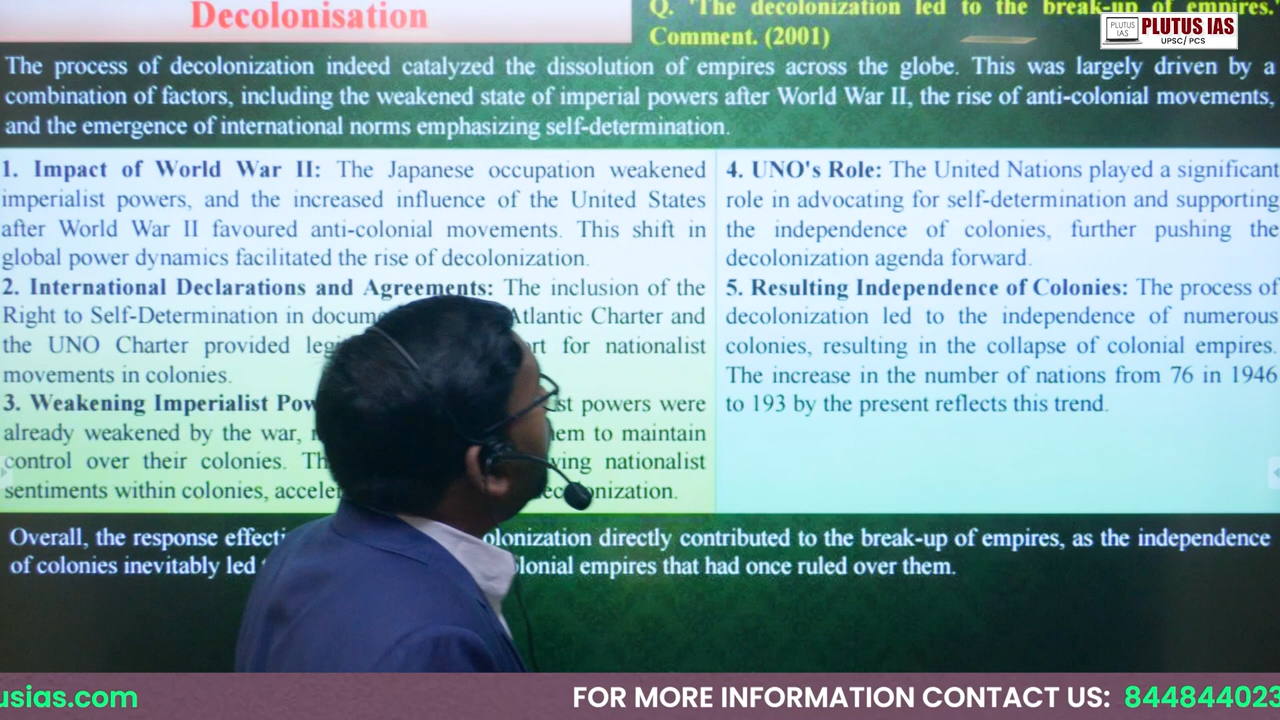 Decolonisation
Q. 'The decolonization led to the break-up of empires.'
Comment. (2001)
PLUTUS IAS
PLUTUS IAS
UPSC/ PCS
The process of decolonization indeed catalyzed the dissolution of empires across the globe. This was largely driven by a
combination of factors, including the weakened state of imperial powers after World War II, the rise of anti-colonial movements,
and the emergence of international norms emphasizing self-determination.
1. Impact of World War II: The Japanese occupation weakened
imperialist powers, and the increased influence of the United States
after World War II favoured anti-colonial movements. This shift in
global power dynamics facilitated the rise of decolonization.
2. International Declarations and Agreements: The inclusion of the
Right to Self-Determination in Atlantic Charter and
the UNO Charter provided for nationalist
movements in colonies.
3. Weakening Imperialist powers were
already weakened by the war, to maintain
control over their colonies. nationalist
sentiments within colonies,
4. UNO's Role: The United Nations played a significant
role in advocating for self-determination and supporting
the independence of colonies, further pushing the
decolonization agenda forward.
5. Resulting Independence of Colonies: The process of
decolonization led to the independence of numerous
colonies, resulting in the collapse of colonial empires.
The increase in the number of nations from 76 in 1946
to 193 by the present reflects this trend.
Overall, the response directly contributed to the break-up of empires, as the independence
of colonies inevitably led empires that had once ruled over them.
usias.com
FOR MORE INFORMATION CONTACT US: 844844023